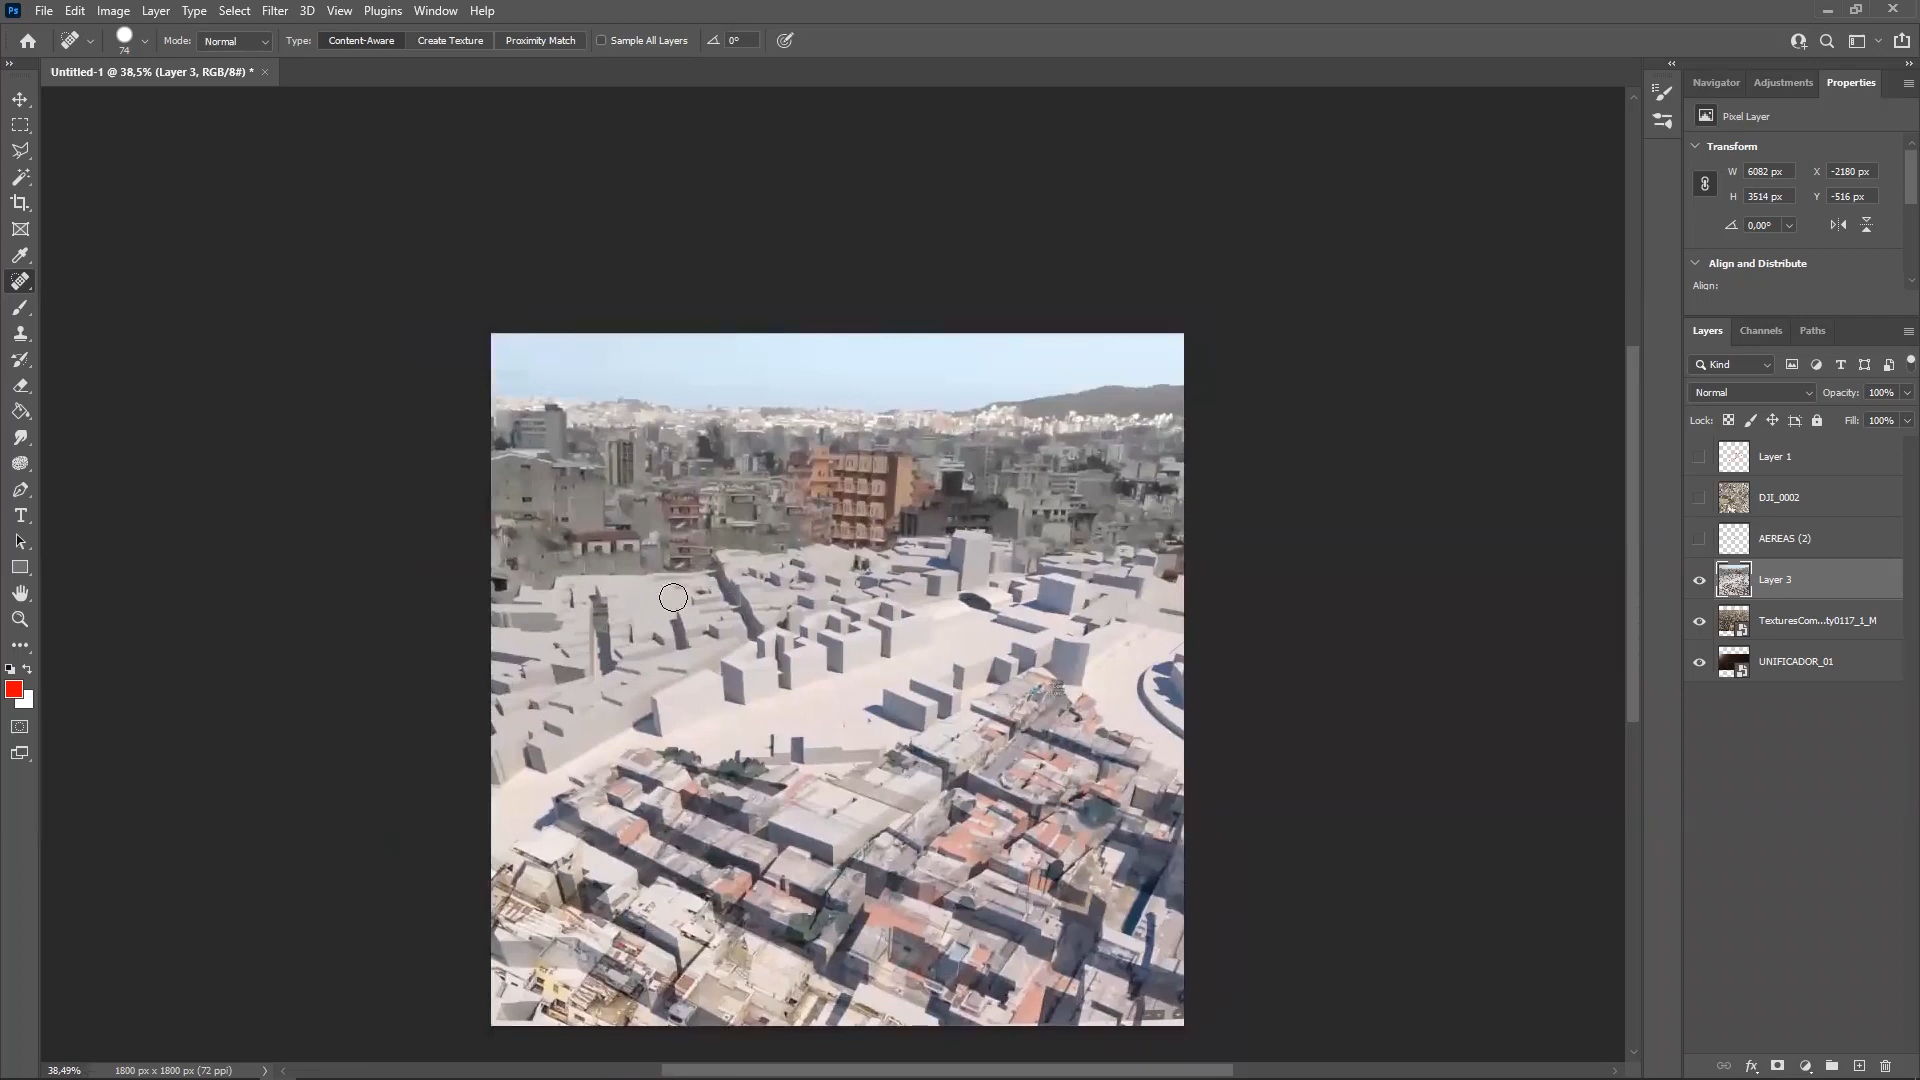 Ps File Edit Image Layer Type Select Filter 3D View Plugins Window Help
74 Mode: Normal Type: Content-Aware Create Texture Proximity Match Sample All Layers 0°
Untitled-1 @ 38,5% (Layer 3, RGB/8#) * ×
Navigator Adjustments Properties
Pixel Layer
Transform
W 6082 px X -2180 px
H 3514 px Y -516 px
0,00°
Align and Distribute
Align:
Layers Channels Paths
Kind
Normal Opacity: 100%
Lock: Fill: 100%
Layer 1
DJI_0002
AEREAS (2)
Layer 3
TexturesCom...ty0117_1_M
UNIFICADOR_01
38,49% 1800 px x 1800 px (72 ppi)